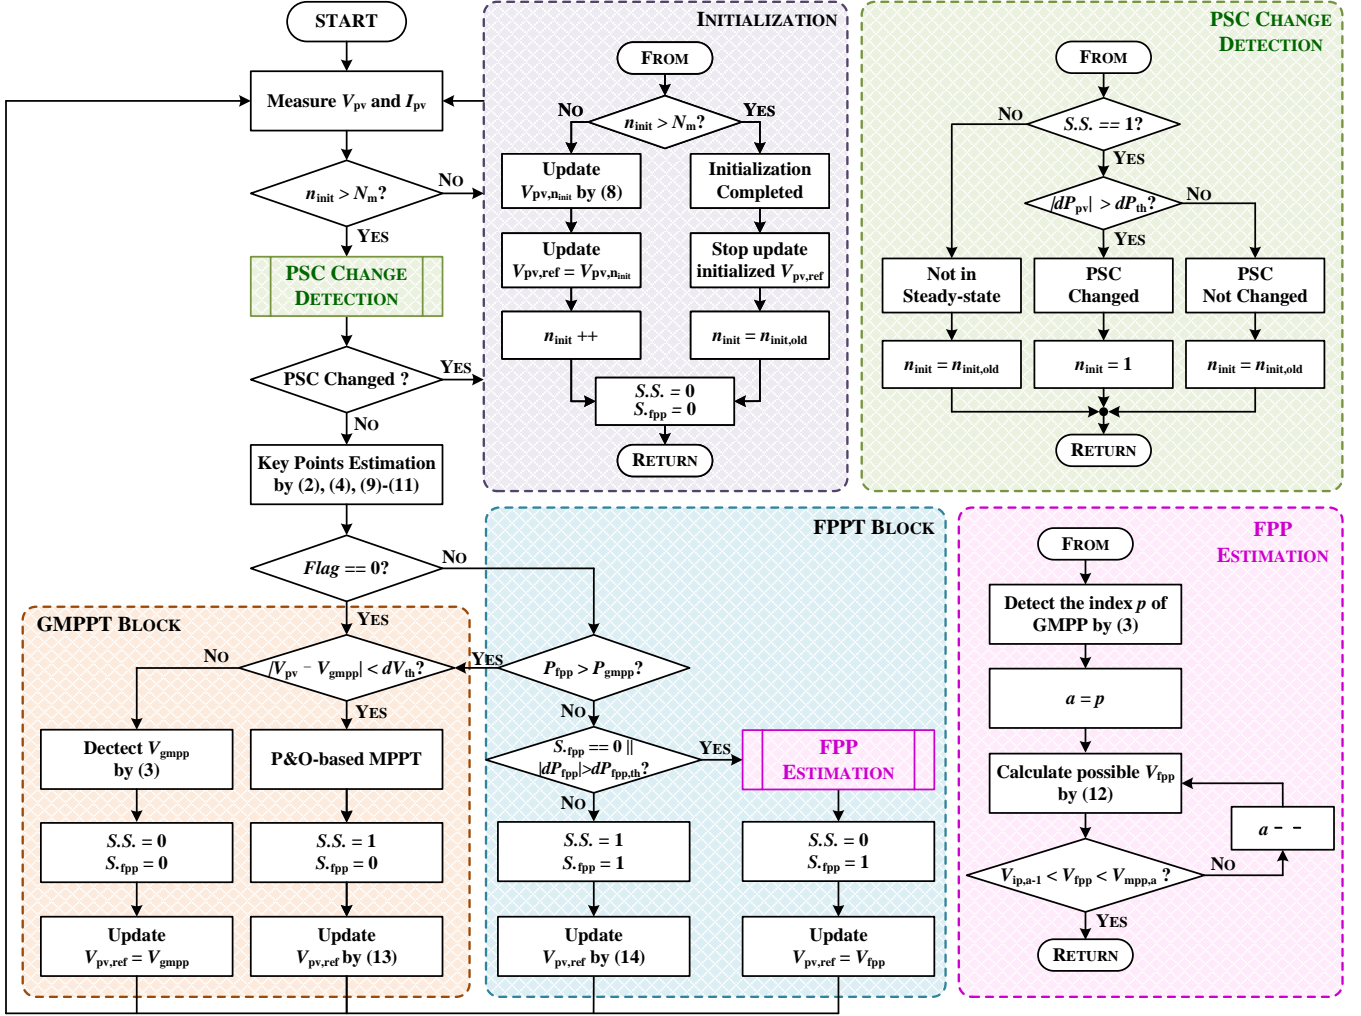 START
Measure Vpv and Ipv
ninit > Nm?
NO
YES
PSC CHANGE
DETECTION
PSC Changed ?
YES
NO
Key Points Estimation
by (2), (4), (9)-(11)
Flag == 0?
NO
YES
INITIALIZATION
FROM
ninit > Nm?
NO
YES
Update
Vpv,ninit by (8)
Update
Vpv,ref = Vpv,ninit
ninit ++
Initialization
Completed
Stop update
initialized Vpv,ref
ninit = ninit,old
S.S. = 0
S.fpp = 0
RETURN
PSC CHANGE
DETECTION
FROM
S.S. == 1?
NO
YES
|dPpv| > dPth?
NO
YES
Not in
Steady-state
PSC
Changed
PSC
Not Changed
ninit = ninit,old
ninit = 1
ninit = ninit,old
RETURN
GMPPT BLOCK
|Vpv − Vgmpp| < dVth?
NO
YES
Dectect Vgmpp
by (3)
P&O-based MPPT
S.S. = 0
S.fpp = 0
S.S. = 1
S.fpp = 0
Update
Vpv,ref = Vgmpp
Update
Vpv,ref by (13)
FPPT BLOCK
Pfpp > Pgmpp?
YES
NO
S.fpp == 0 ||
|dPfpp|>dPfpp,th?
YES
NO
FPP
ESTIMATION
S.S. = 1
S.fpp = 1
S.S. = 0
S.fpp = 1
Update
Vpv,ref by (14)
Update
Vpv,ref = Vfpp
FPP
ESTIMATION
FROM
Detect the index p of
GMPP by (3)
a = p
Calculate possible Vfpp
by (12)
a − −
Vip,a-1 < Vfpp < Vmpp,a ?
NO
YES
RETURN